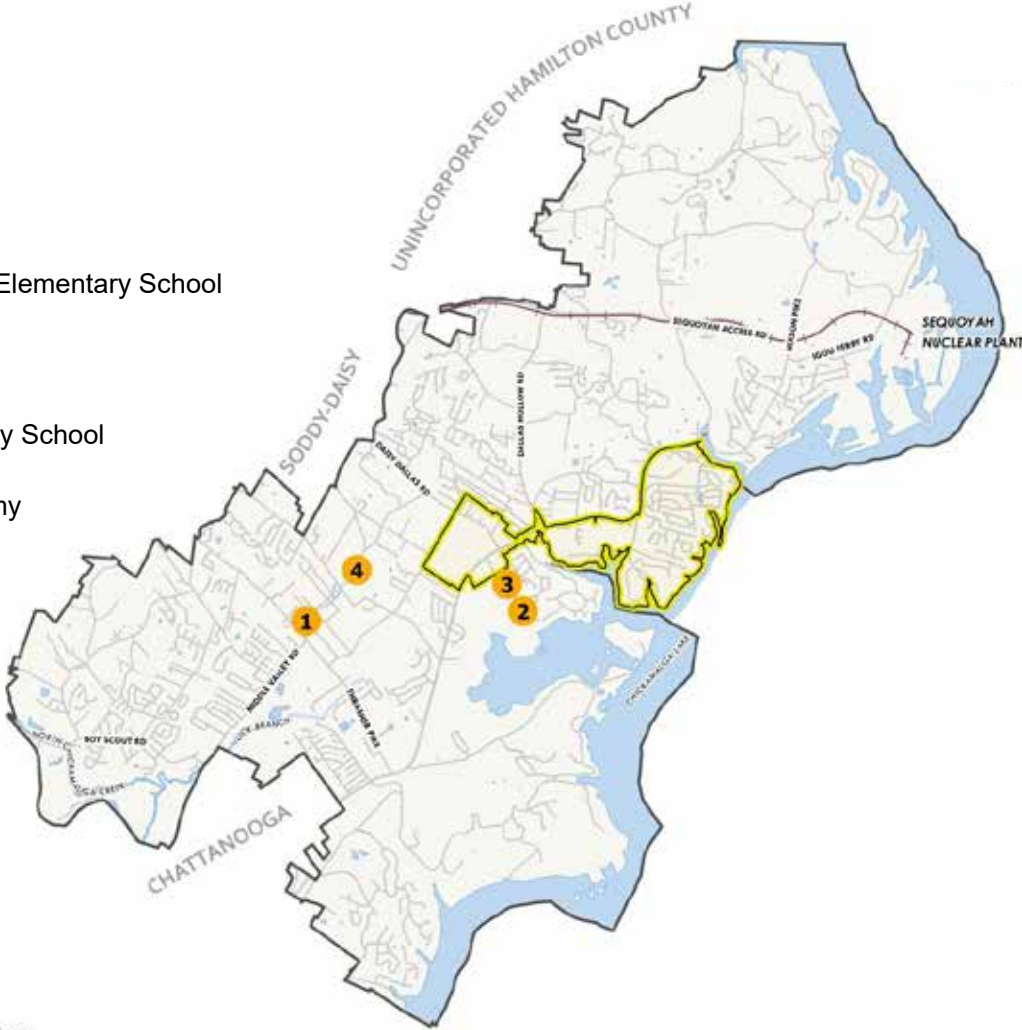 UNINCORPORATED HAMILTON COUNTY
Elementary School
SEQUOYAH
NUCLEAR PLANT
SEQUOYAH ACCESS RD
HIXSON PIKE
IGOU FERRY RD
SODDY-DAISY
DALLAS HOLLOW RD
y School
DAISY DALLAS RD
ny
4
3
2
1
CHICKAMAUGA LAKE
MIDDLE VALLEY RD
THRASHER PIKE
BOY SCOUT RD
NORTH CHICKAMAUGA CREEK
CHATTANOOGA